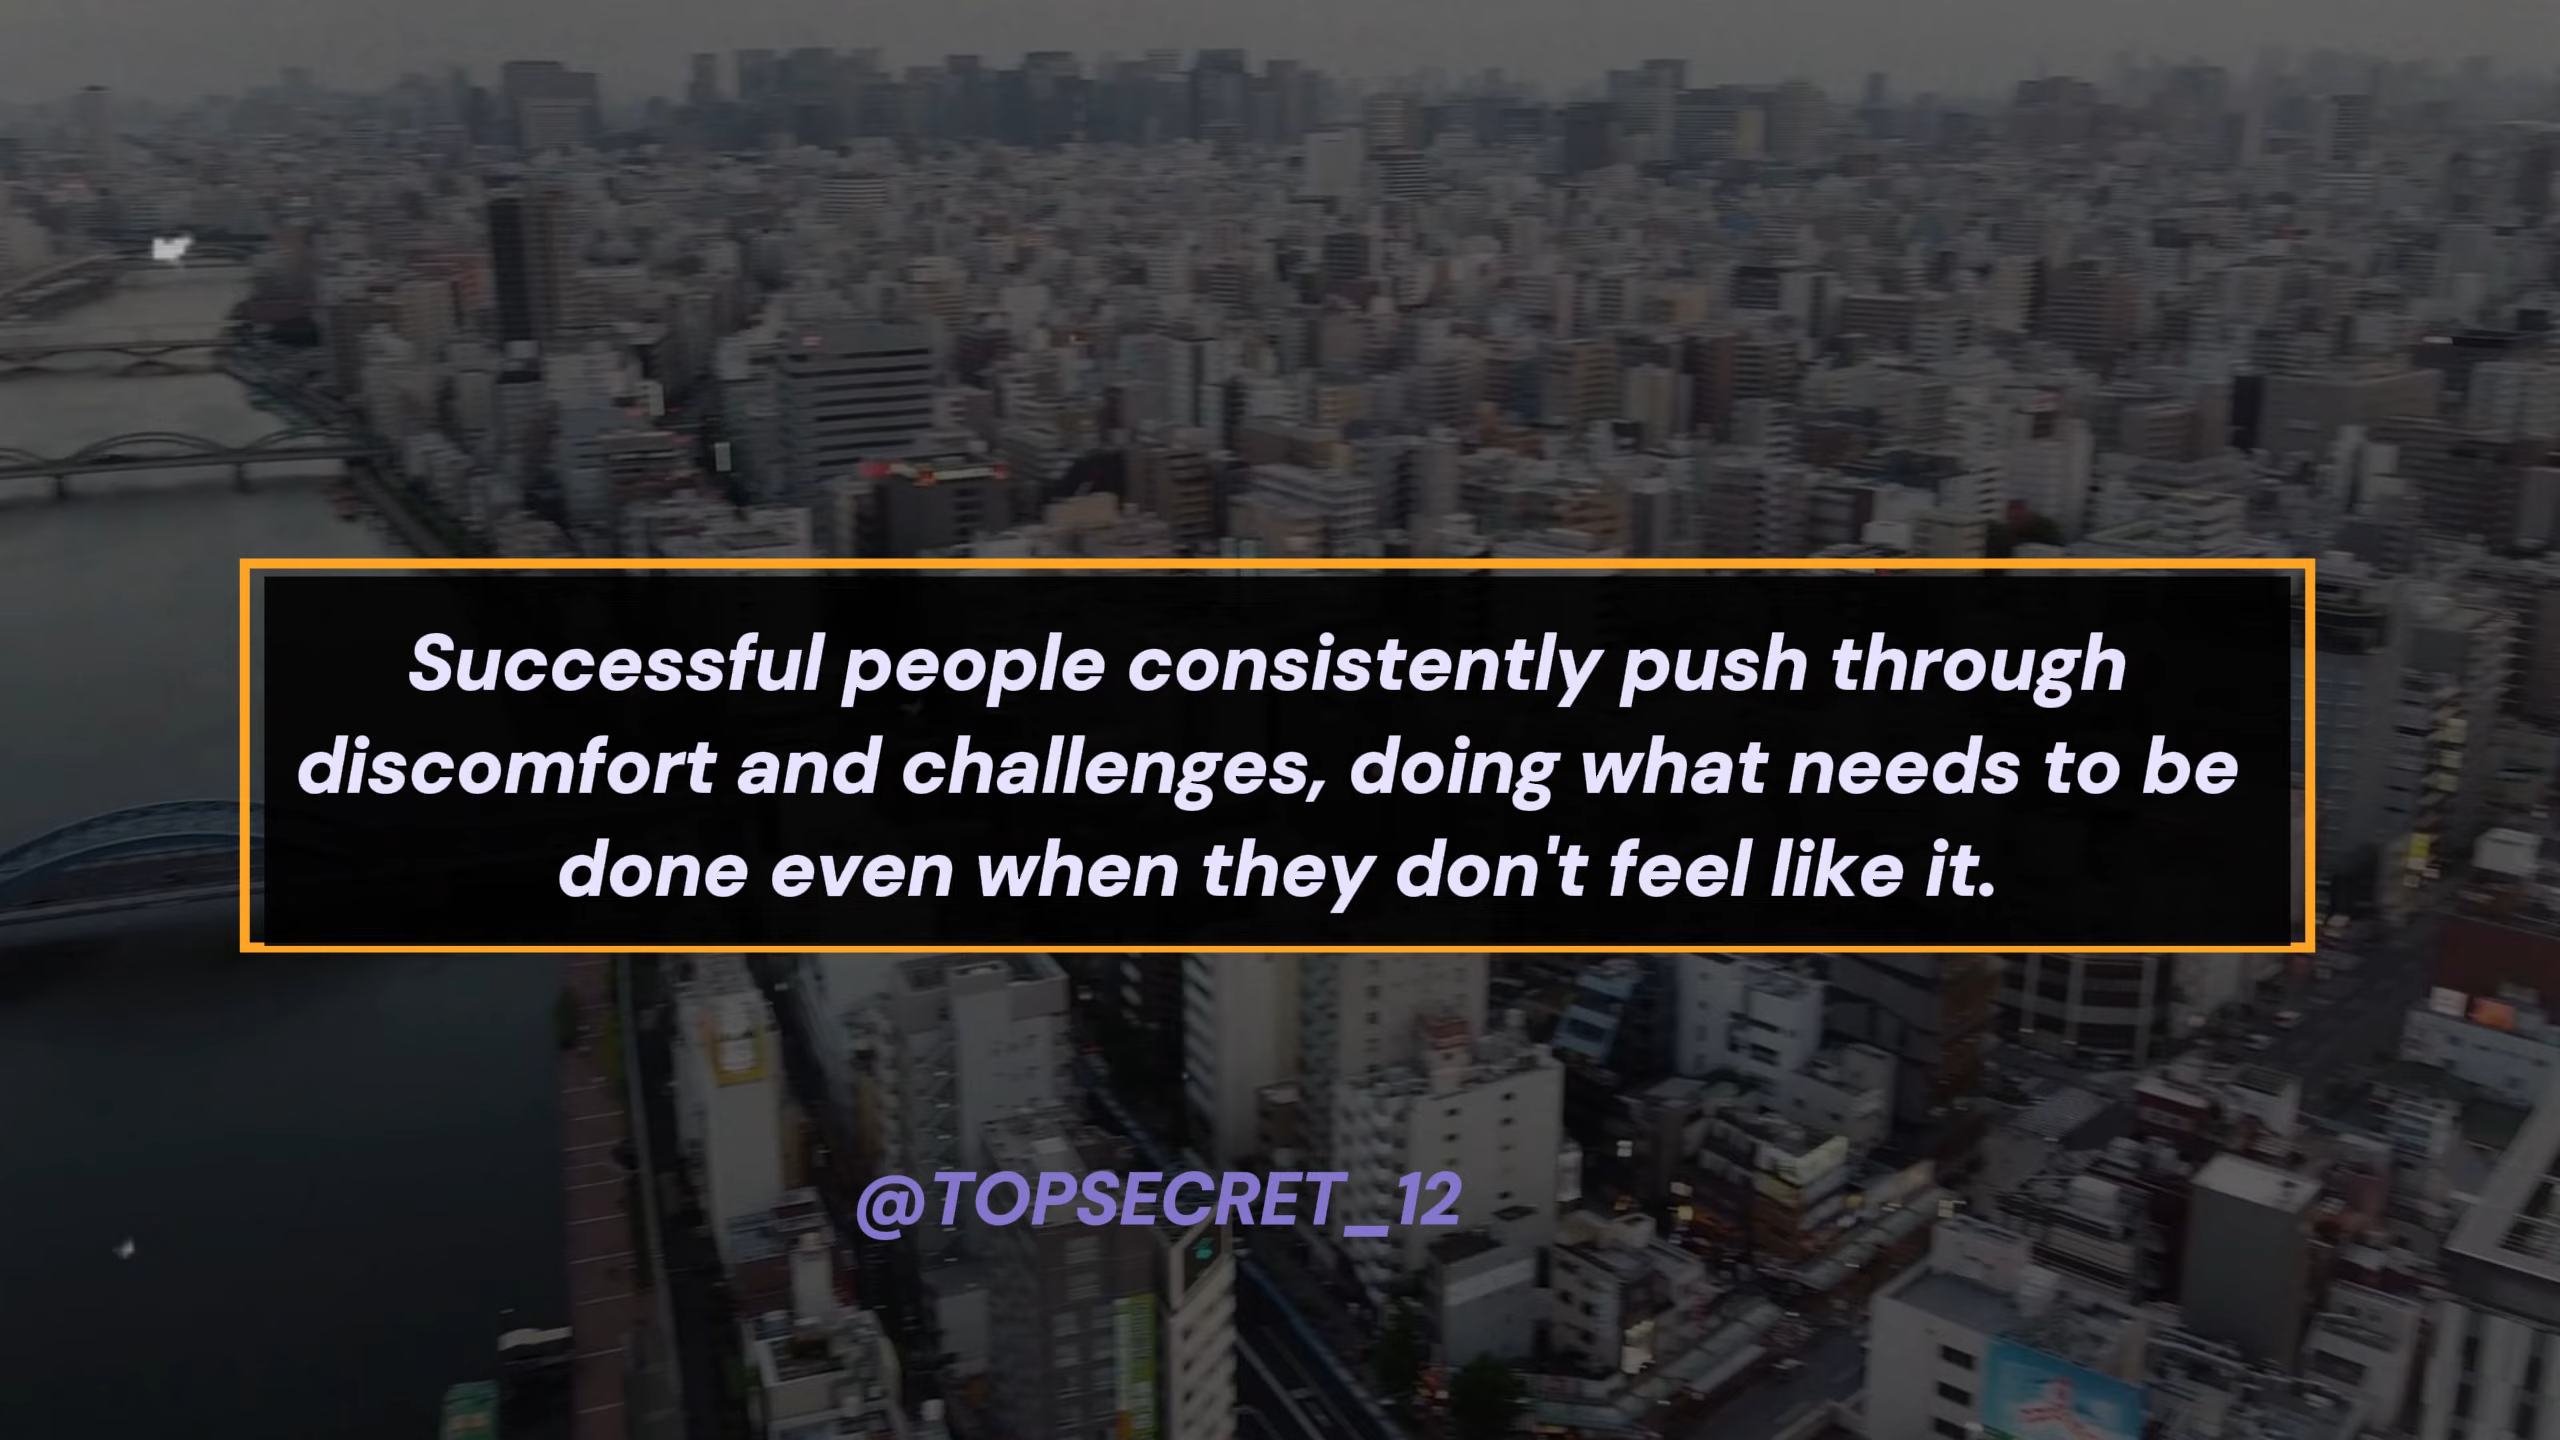 Successful people consistently push through
discomfort and challenges, doing what needs to be
done even when they don't feel like it.
@TOPSECRET_12